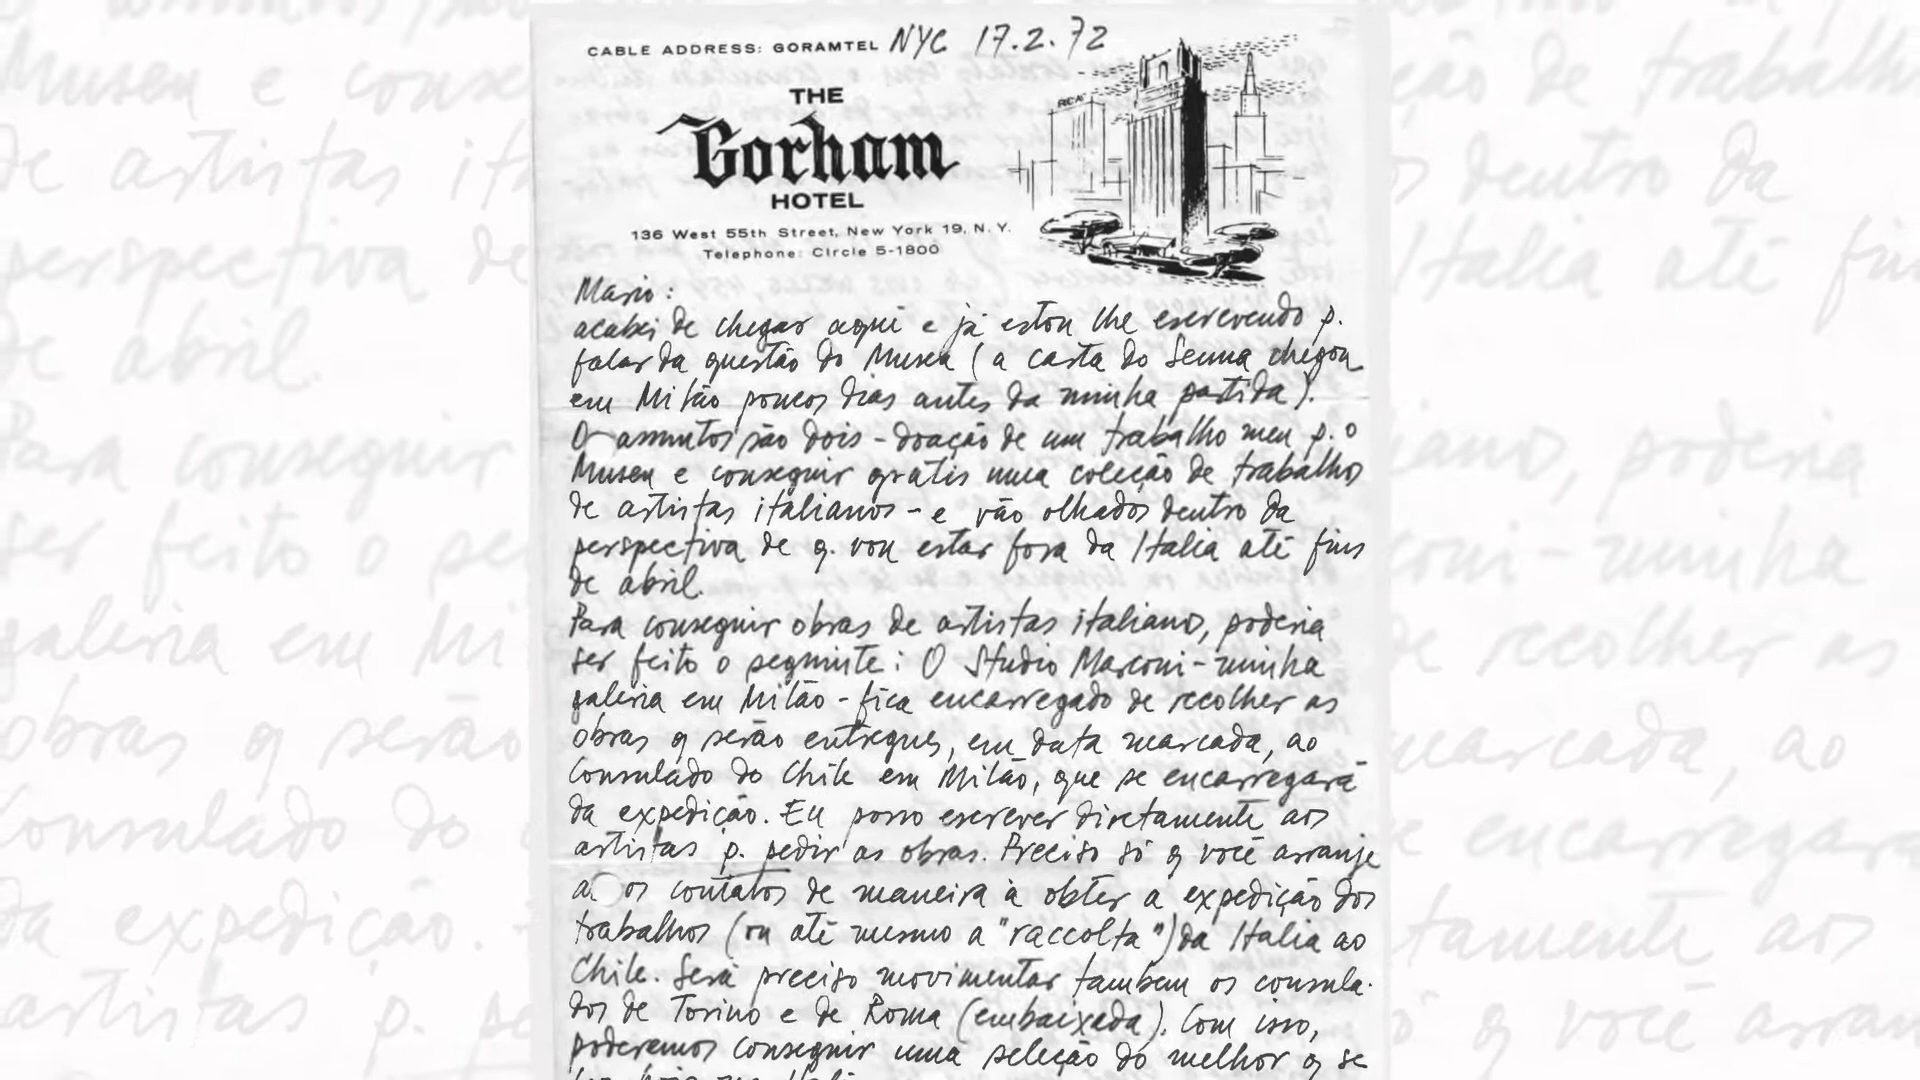 CABLE ADDRESS: GORAMTEL NYC 17.2.72
RCA
THE
Gorham
HOTEL
136 West 55th Street, New York 19, N. Y.
Telephone: Circle 5-1800
Mario:
acabei de chegar aqui e já estou lhe escrevendo p.
falar da questão do Museu (a carta do Senna chegou
em Milão poucos dias antes da minha partida).
Os assuntos são dois - doação de um trabalho meu p. o
Museu e conseguir gratis uma coleção de trabalhos
de artistas italianos - e vão olhados dentro da
perspectiva de q. vou estar fora da Italia até fins
de abril.
Para conseguir obras de artistas italianos, poderia
ser feito o seguinte: O Studio Marconi - minha
galeria em Milão - fica encarregado de recolher as
obras q serão entregues, em data marcada, ao
Consulado do Chile em Milão, que se encarregará
da expedição. Eu posso escrever diretamente aos
artistas p. pedir as obras. Preciso só q você arranje
os contatos de maneira à obter a expedição dos
trabalhos (ou até mesmo a "raccolta") da Italia ao
Chile. Será preciso movimentar tambem os consula-
dos de Torino e de Roma (embaixada). Com isso,
poderemos conseguir uma seleção do melhor q se